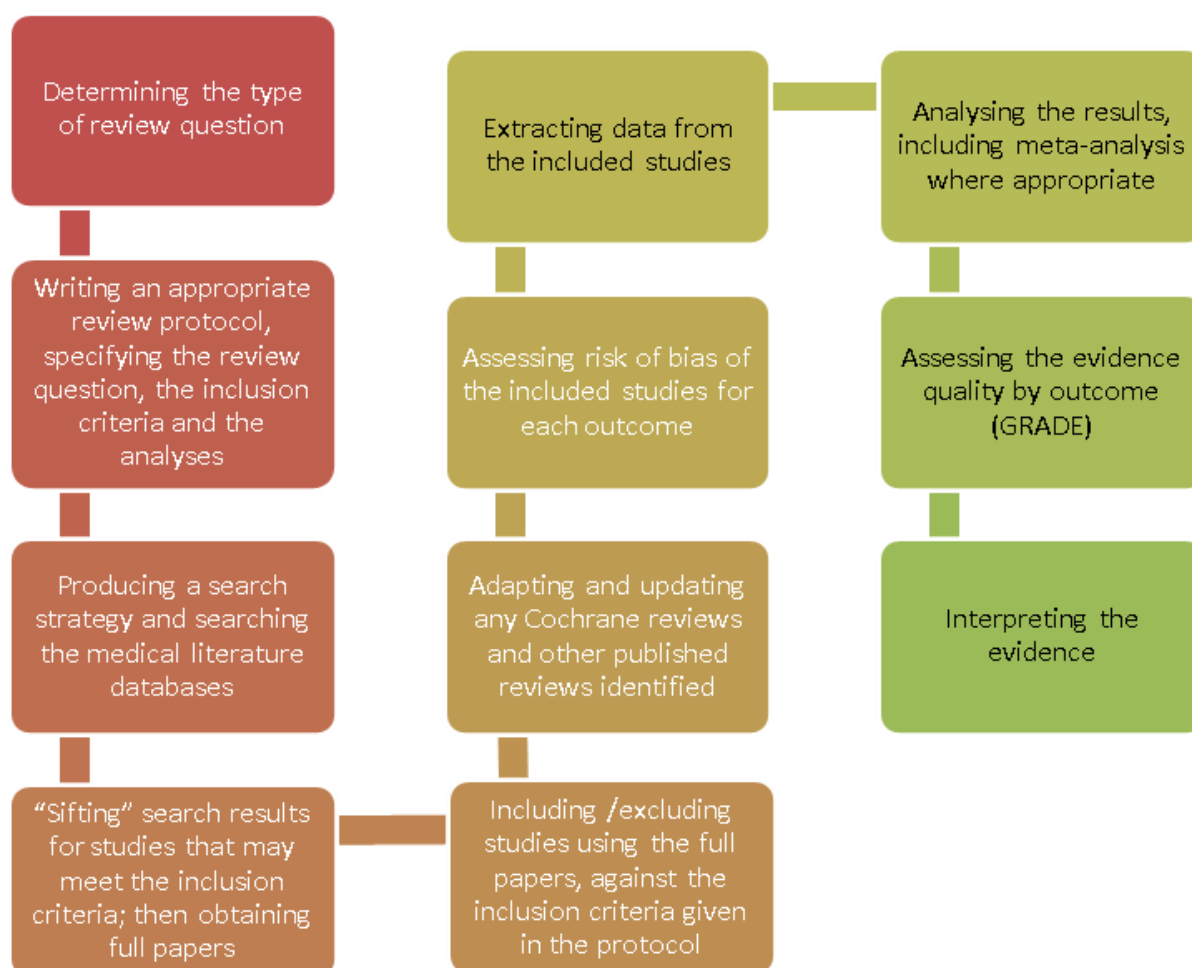 Determining the type
of review question
Writing an appropriate
review protocol,
specifying the review
question, the inclusion
criteria and the
analyses
Producing a search
strategy and searching
the medical literature
databases
“Sifting” search results
for studies that may
meet the inclusion
criteria; then obtaining
full papers
Including /excluding
studies using the full
papers, against the
inclusion criteria given
in the protocol
Adapting and updating
any Cochrane reviews
and other published
reviews identified
Assessing risk of bias of
the included studies for
each outcome
Extracting data from
the included studies
Analysing the results,
including meta-analysis
where appropriate
Assessing the evidence
quality by outcome
(GRADE)
Interpreting the
evidence